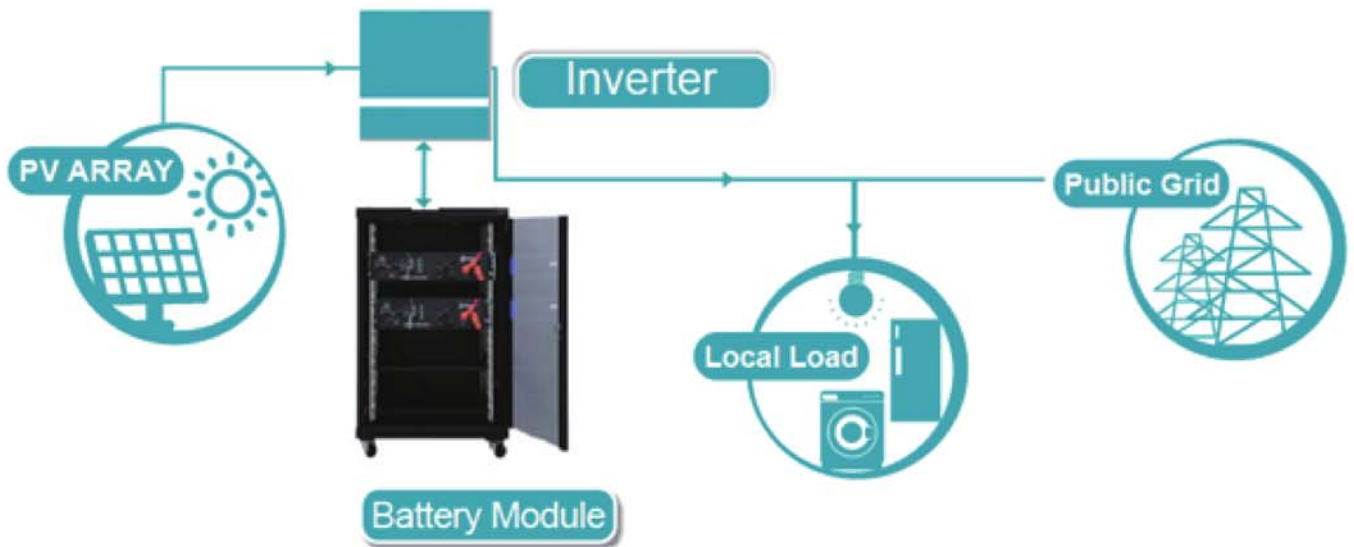 Inverter
PV ARRAY
Public Grid
Local Load
Battery Module